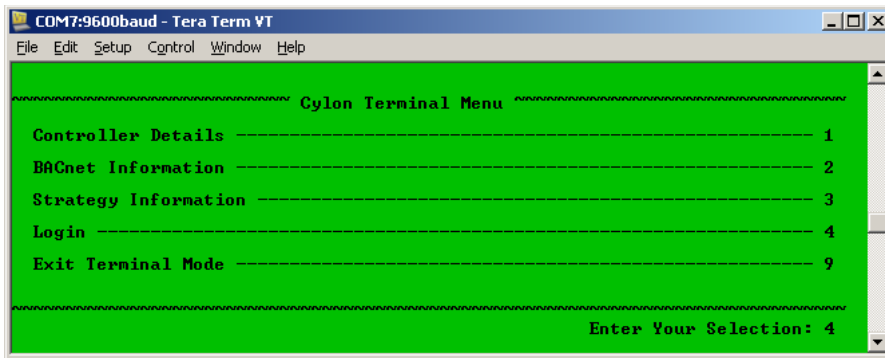 COM7:9600baud - Tera Term VT
File Edit Setup Control Window Help
~~~~~~~~~~~~~~~~~~~~~~~~~~ Cylon Terminal Menu ~~~~~~~~~~~~~~~~~~~~~~~~~~~~~~~
Controller Details ------------------------------------------------------ 1
BACnet Information ------------------------------------------------------ 2
Strategy Information ---------------------------------------------------- 3
Login ------------------------------------------------------------------- 4
Exit Terminal Mode ------------------------------------------------------ 9
~~~~~~~~~~~~~~~~~~~~~~~~~~~~~~~~~~~~~~~~~~~~~~~~~~~~~~~~~~~~~~~~~~~~~~~~~~~~~~
Enter Your Selection: 4